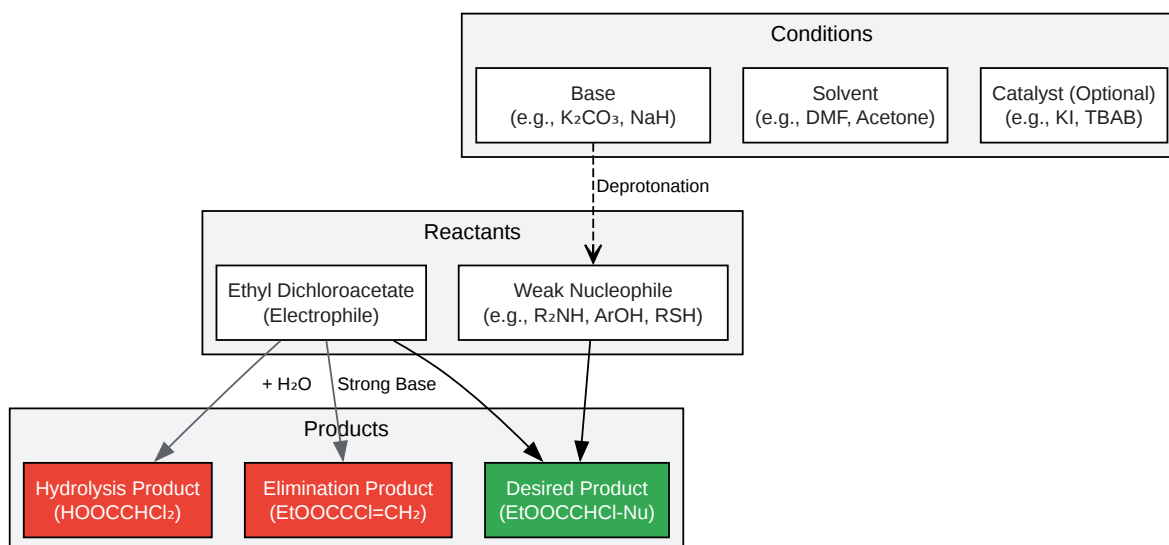 Conditions
Base
(e.g., K₂CO₃, NaH)
Solvent
(e.g., DMF, Acetone)
Catalyst (Optional)
(e.g., KI, TBAB)
Deprotonation
Reactants
Ethyl Dichloroacetate
(Electrophile)
Weak Nucleophile
(e.g., R₂NH, ArOH, RSH)
+ H₂O
Strong Base
Products
Hydrolysis Product
(HOOCCHCl₂)
Elimination Product
(EtOOCCCl=CH₂)
Desired Product
(EtOOCCHCl-Nu)